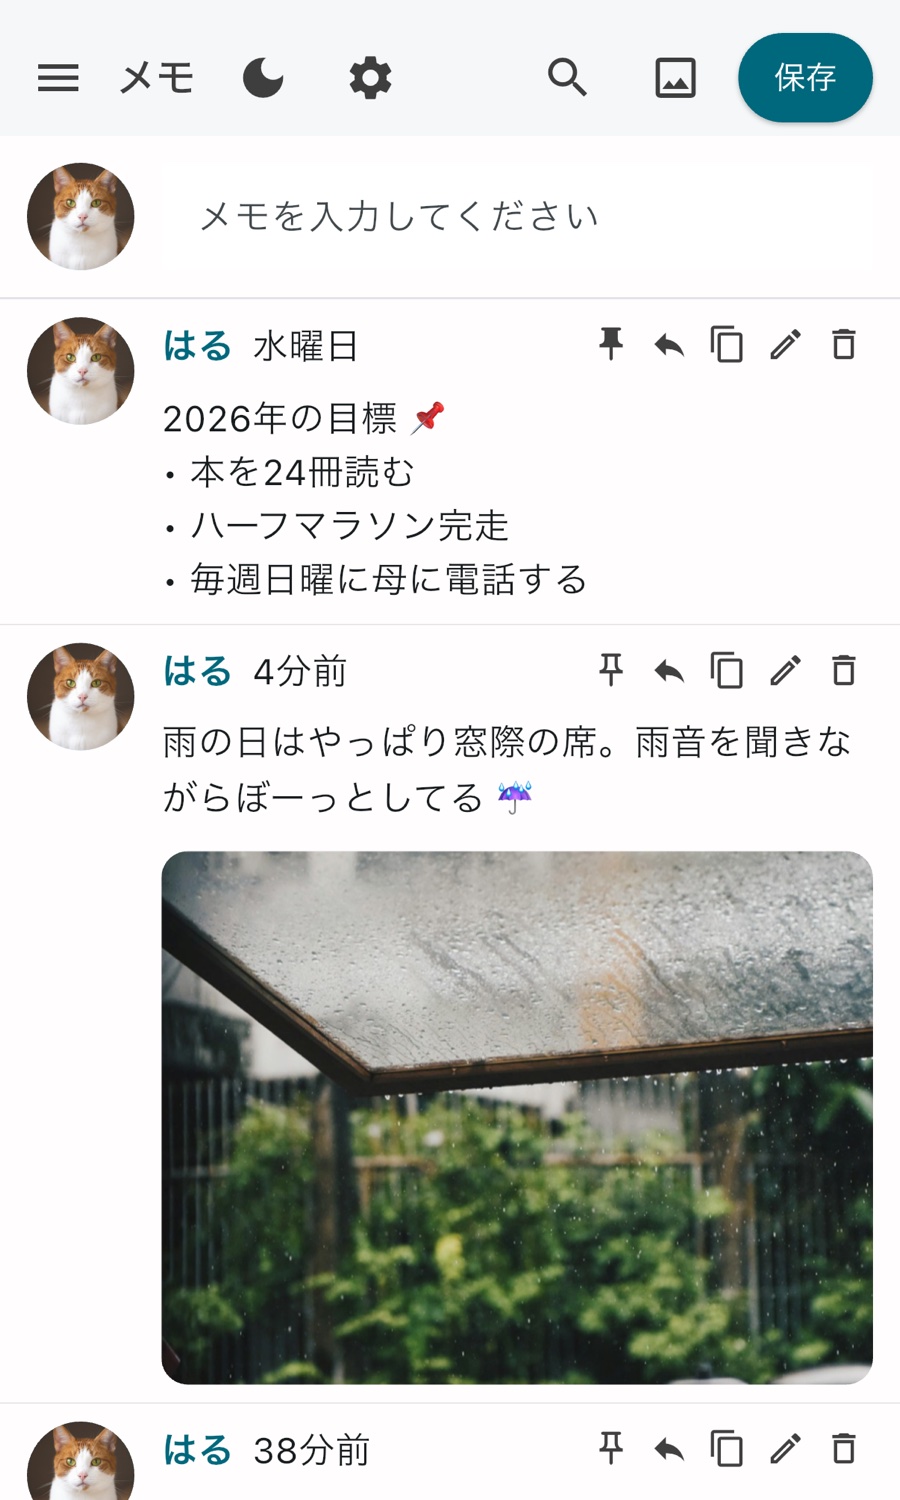 メモ
保存
メモを入力してください
はる 水曜日
2026年の目標 📌
• 本を24冊読む
• ハーフマラソン完走
• 毎週日曜に母に電話する
はる 4分前
雨の日はやっぱり窓際の席。雨音を聞きな
がらぼーっとしてる ☔
はる 38分前